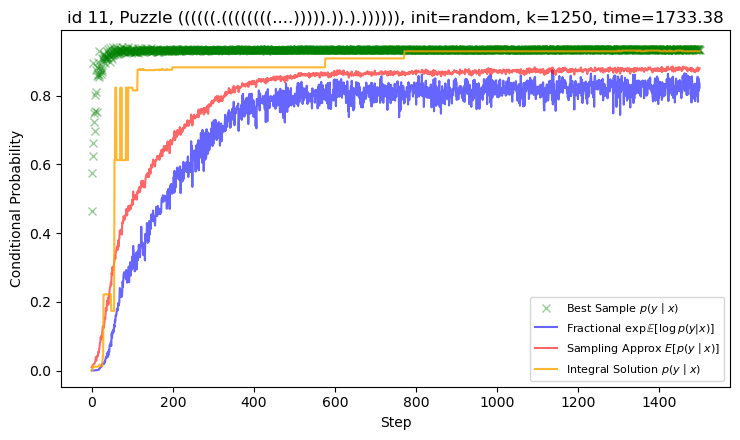 id 11, Puzzle ((((((.((((((((....))))).)).).)))))), init=random, k=1250, time=1733.38
Conditional Probability
0.8
0.6
0.4
0.2
0.0
0 200 400 600 800 1000 1200 1400
Step
Best Sample p(y | x)
Fractional exp 𝔼[log p(y|x)]
Sampling Approx E[p(y | x)]
Integral Solution p(y | x)